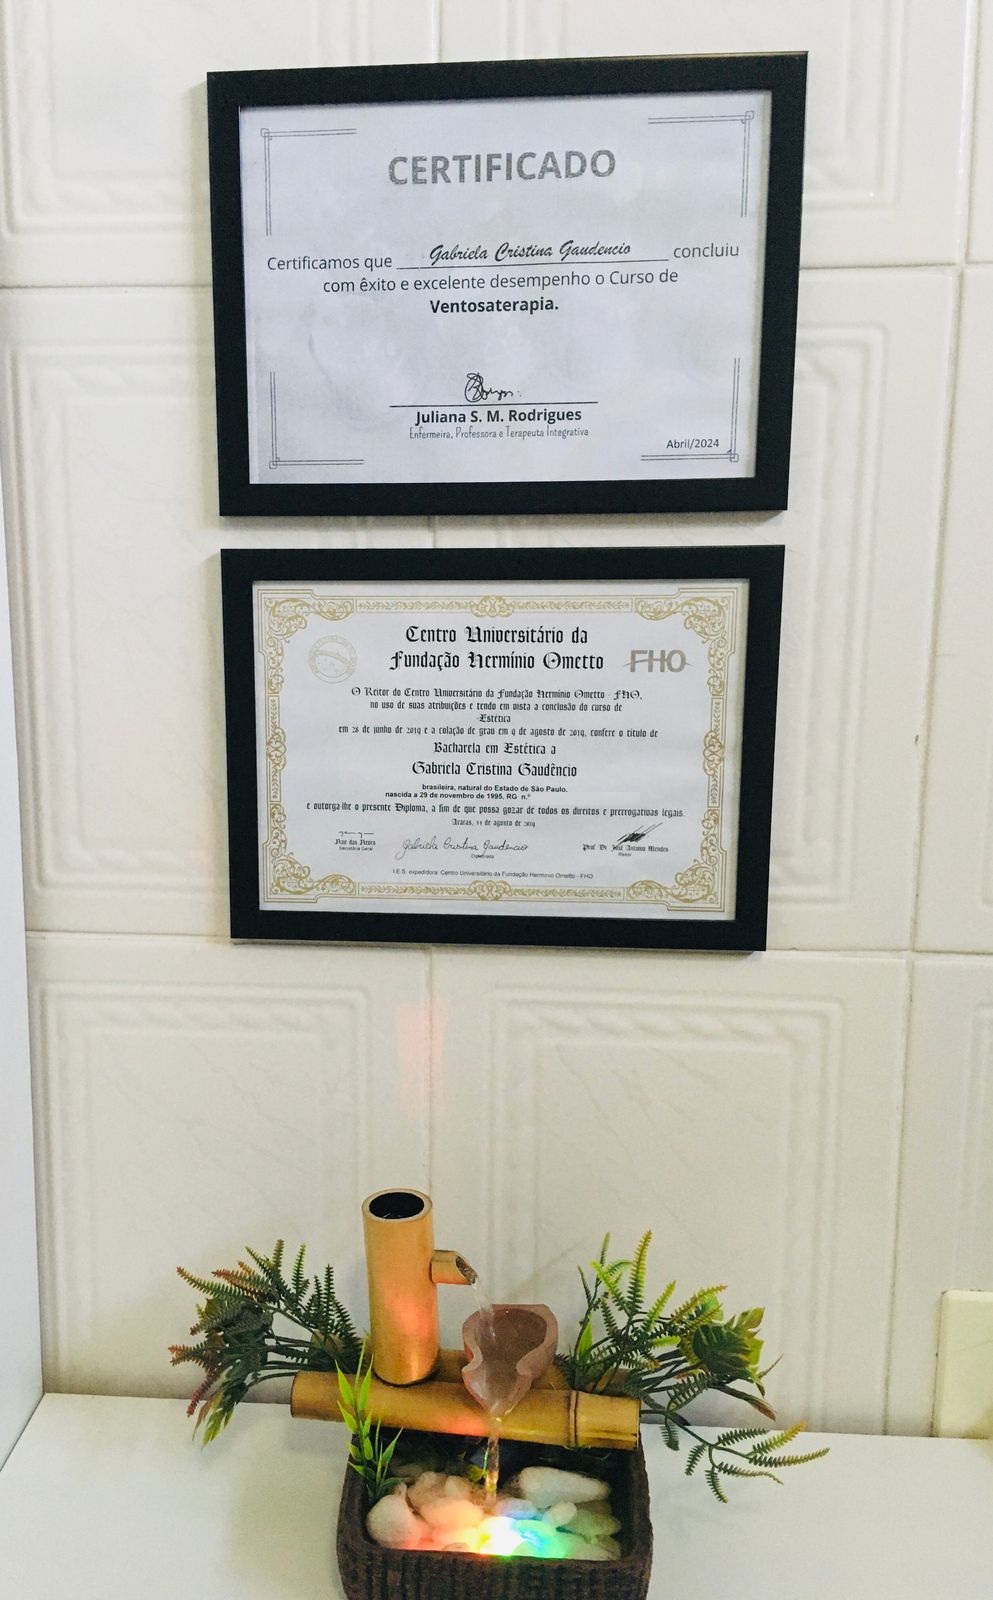 CERTIFICADO
Certificamos que Gabriela Cristina Gaudencio concluiu
com êxito e excelente desempenho o Curso de
Ventosaterapia.
Juliana S. M. Rodrigues
Enfermeira, Professora e Terapeuta Integrativa
Abril/2024
Centro Universitário da
Fundação Hermínio Ometto
FHO
O Reitor do Centro Universitário da Fundação Hermínio Ometto - FHO,
no uso de suas atribuições e tendo em vista a conclusão do curso de
Estética
em 28 de junho de 2019 e a colação de grau em 9 de agosto de 2019, confere o título de
Bacharela em Estética a
Gabriela Cristina Gaudêncio
brasileira, natural do Estado de São Paulo,
nascida a 29 de novembro de 1995, RG n.º
e outorga-lhe o presente Diploma, a fim de que possa gozar de todos os direitos e prerrogativas legais.
Araras, 14 de agosto de 2019
Gabriela Cristina Gaudencio
Nair das Neves
Secretária Geral
Diplomada
Prof. Dr. José Antonio Mendes
Reitor
I.E.S. expedidora: Centro Universitário da Fundação Hermínio Ometto - FHO